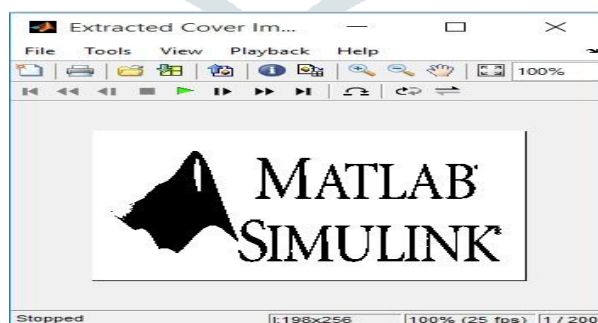 Extracted Cover Im...
File Tools View Playback Help
100%
MATLAB
SIMULINK®
Stopped I:198x256 100% (25 fps) 1 / 200